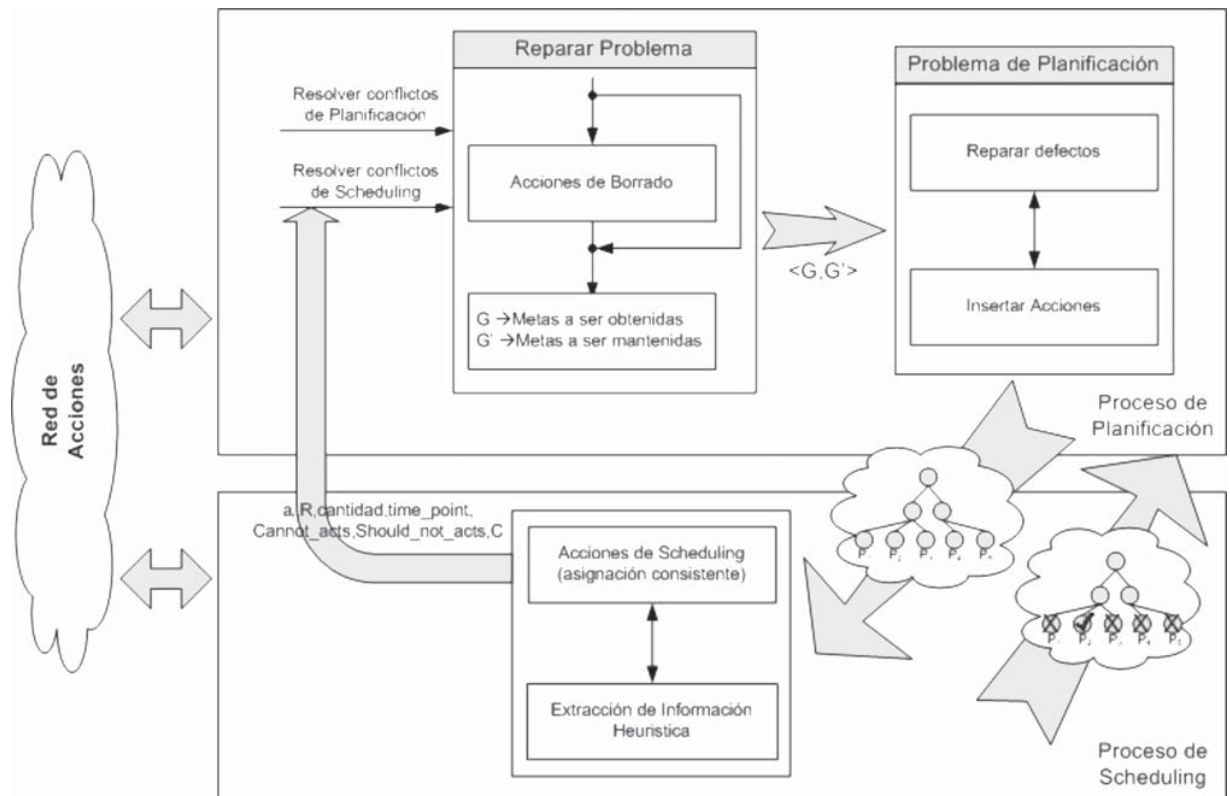 Reparar Problema
Problema de Planificación
Resolver conflictos
de Planificación
Reparar defectos
Resolver conflictos
de Scheduling
Acciones de Borrado
<G,G'>
Insertar Acciones
G →Metas a ser obtenidas
G' →Metas a ser mantenidas
Red de
Acciones
Proceso de
Planificación
a,R,cantidad,time_point,
Cannot_acts,Should_not_acts,C
Acciones de Scheduling
(asignación consistente)
Extracción de Información
Heuristica
Proceso de
Scheduling